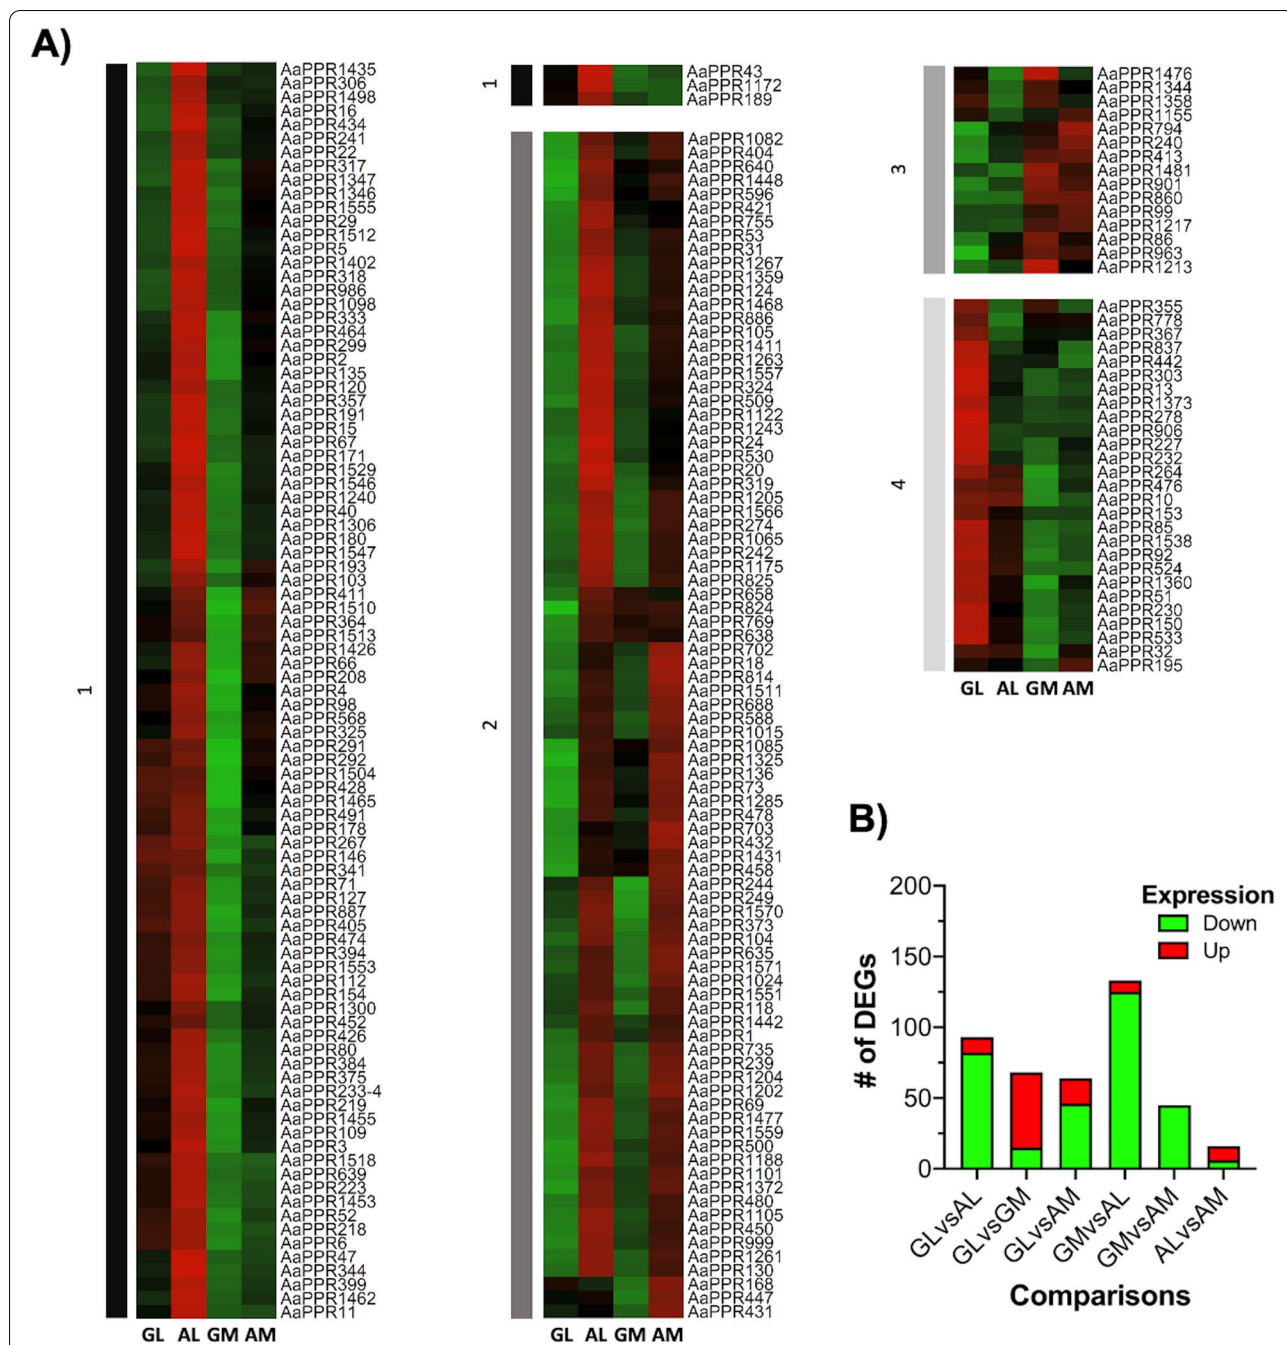 A)
1
AaPPR1435
AaPPR306
AaPPR1498
AaPPR16
AaPPR434
AaPPR241
AaPPR22
AaPPR317
AaPPR1347
AaPPR1346
AaPPR1555
AaPPR29
AaPPR1512
AaPPR5
AaPPR1402
AaPPR318
AaPPR986
AaPPR1098
AaPPR333
AaPPR464
AaPPR299
AaPPR2
AaPPR135
AaPPR120
AaPPR357
AaPPR191
AaPPR15
AaPPR67
AaPPR171
AaPPR1529
AaPPR1546
AaPPR1240
AaPPR40
AaPPR1306
AaPPR180
AaPPR1547
AaPPR193
AaPPR103
AaPPR411
AaPPR1510
AaPPR364
AaPPR1513
AaPPR1426
AaPPR66
AaPPR208
AaPPR4
AaPPR98
AaPPR568
AaPPR325
AaPPR291
AaPPR292
AaPPR1504
AaPPR428
AaPPR1465
AaPPR491
AaPPR178
AaPPR267
AaPPR146
AaPPR341
AaPPR71
AaPPR127
AaPPR887
AaPPR405
AaPPR474
AaPPR394
AaPPR1553
AaPPR112
AaPPR154
AaPPR1300
AaPPR452
AaPPR426
AaPPR80
AaPPR384
AaPPR375
AaPPR233-4
AaPPR219
AaPPR1455
AaPPR109
AaPPR3
AaPPR1518
AaPPR639
AaPPR223
AaPPR1453
AaPPR52
AaPPR218
AaPPR6
AaPPR47
AaPPR344
AaPPR399
AaPPR1462
AaPPR11
GL AL GM AM
1
AaPPR43
AaPPR1172
AaPPR189
2
AaPPR1082
AaPPR404
AaPPR640
AaPPR1448
AaPPR596
AaPPR421
AaPPR755
AaPPR53
AaPPR31
AaPPR1267
AaPPR1359
AaPPR124
AaPPR1468
AaPPR886
AaPPR105
AaPPR1411
AaPPR1263
AaPPR1557
AaPPR324
AaPPR509
AaPPR1122
AaPPR1243
AaPPR24
AaPPR530
AaPPR20
AaPPR319
AaPPR1205
AaPPR1566
AaPPR274
AaPPR1065
AaPPR242
AaPPR1175
AaPPR825
AaPPR658
AaPPR824
AaPPR769
AaPPR638
AaPPR702
AaPPR18
AaPPR814
AaPPR1511
AaPPR688
AaPPR588
AaPPR1015
AaPPR1085
AaPPR1325
AaPPR136
AaPPR73
AaPPR1285
AaPPR478
AaPPR703
AaPPR432
AaPPR1431
AaPPR458
AaPPR244
AaPPR249
AaPPR1570
AaPPR373
AaPPR104
AaPPR635
AaPPR1571
AaPPR1024
AaPPR1551
AaPPR118
AaPPR1442
AaPPR1
AaPPR735
AaPPR239
AaPPR1204
AaPPR1202
AaPPR69
AaPPR1477
AaPPR1559
AaPPR500
AaPPR1188
AaPPR1101
AaPPR1372
AaPPR480
AaPPR1105
AaPPR450
AaPPR999
AaPPR1261
AaPPR130
AaPPR168
AaPPR447
AaPPR431
GL AL GM AM
3
AaPPR1476
AaPPR1344
AaPPR1358
AaPPR1155
AaPPR794
AaPPR240
AaPPR413
AaPPR1481
AaPPR901
AaPPR860
AaPPR99
AaPPR1217
AaPPR86
AaPPR963
AaPPR1213
4
AaPPR355
AaPPR778
AaPPR367
AaPPR837
AaPPR442
AaPPR303
AaPPR13
AaPPR1373
AaPPR278
AaPPR906
AaPPR227
AaPPR232
AaPPR264
AaPPR476
AaPPR10
AaPPR153
AaPPR85
AaPPR1538
AaPPR92
AaPPR524
AaPPR1360
AaPPR51
AaPPR230
AaPPR150
AaPPR533
AaPPR32
AaPPR195
GL AL GM AM
B)
# of DEGs
200
150
100
50
0
Expression
Down
Up
GLvsAL
GLvsGM
GLvsAM
GMvsAL
GMvsAM
ALvsAM
Comparisons